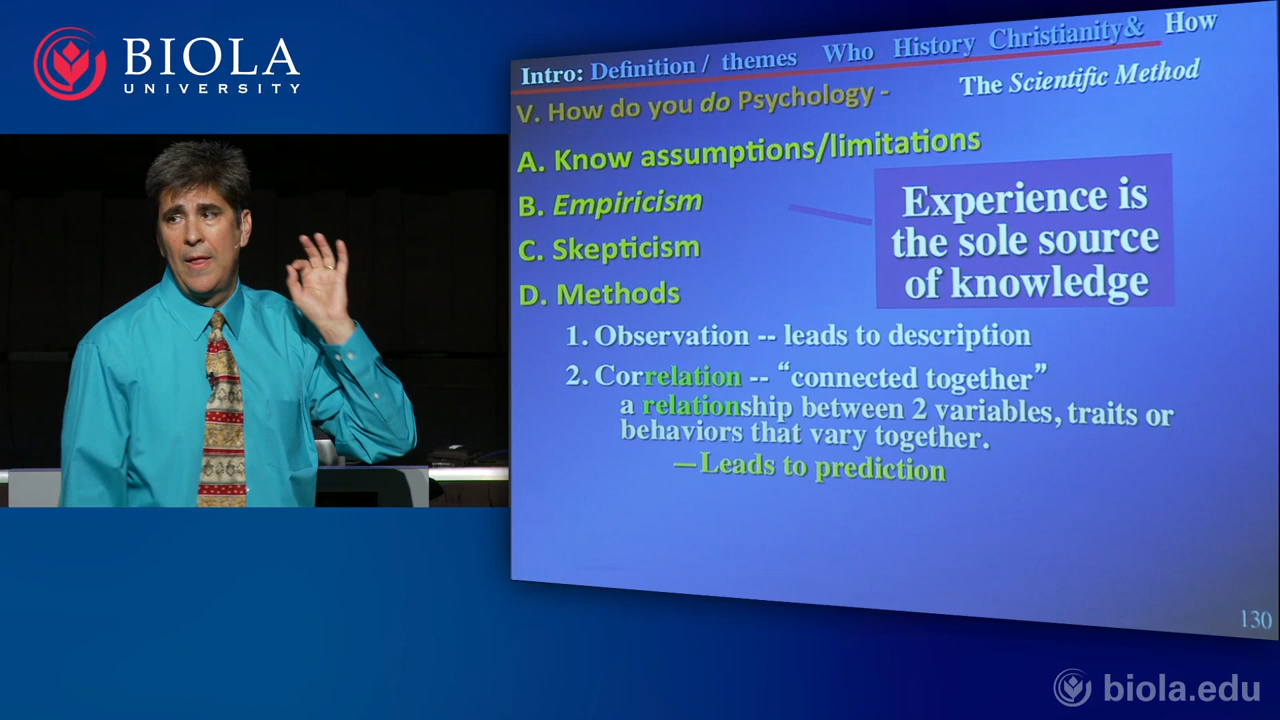 BIOLA
UNIVERSITY
Intro: Definition / themes Who History Christianity& How
The Scientific Method
V. How do you do Psychology -
A. Know assumptions/limitations
B. Empiricism
Experience is
the sole source
of knowledge
C. Skepticism
D. Methods
1. Observation -- leads to description
2. Correlation -- “connected together”
a relationship between 2 variables, traits or
behaviors that vary together.
—Leads to prediction
130
biola.edu